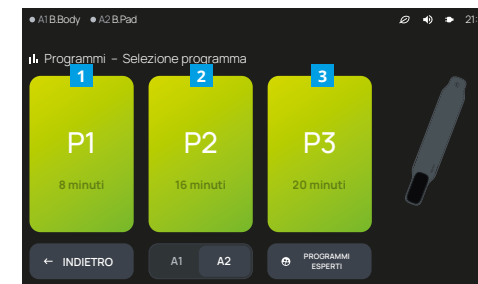 A1 B.Body A2 B.Pad 21:
Programmi – Selezione programma
1 2 3
P1 P2 P3
8 minuti 16 minuti 20 minuti
← INDIETRO A1 A2 PROGRAMMI
ESPERTI